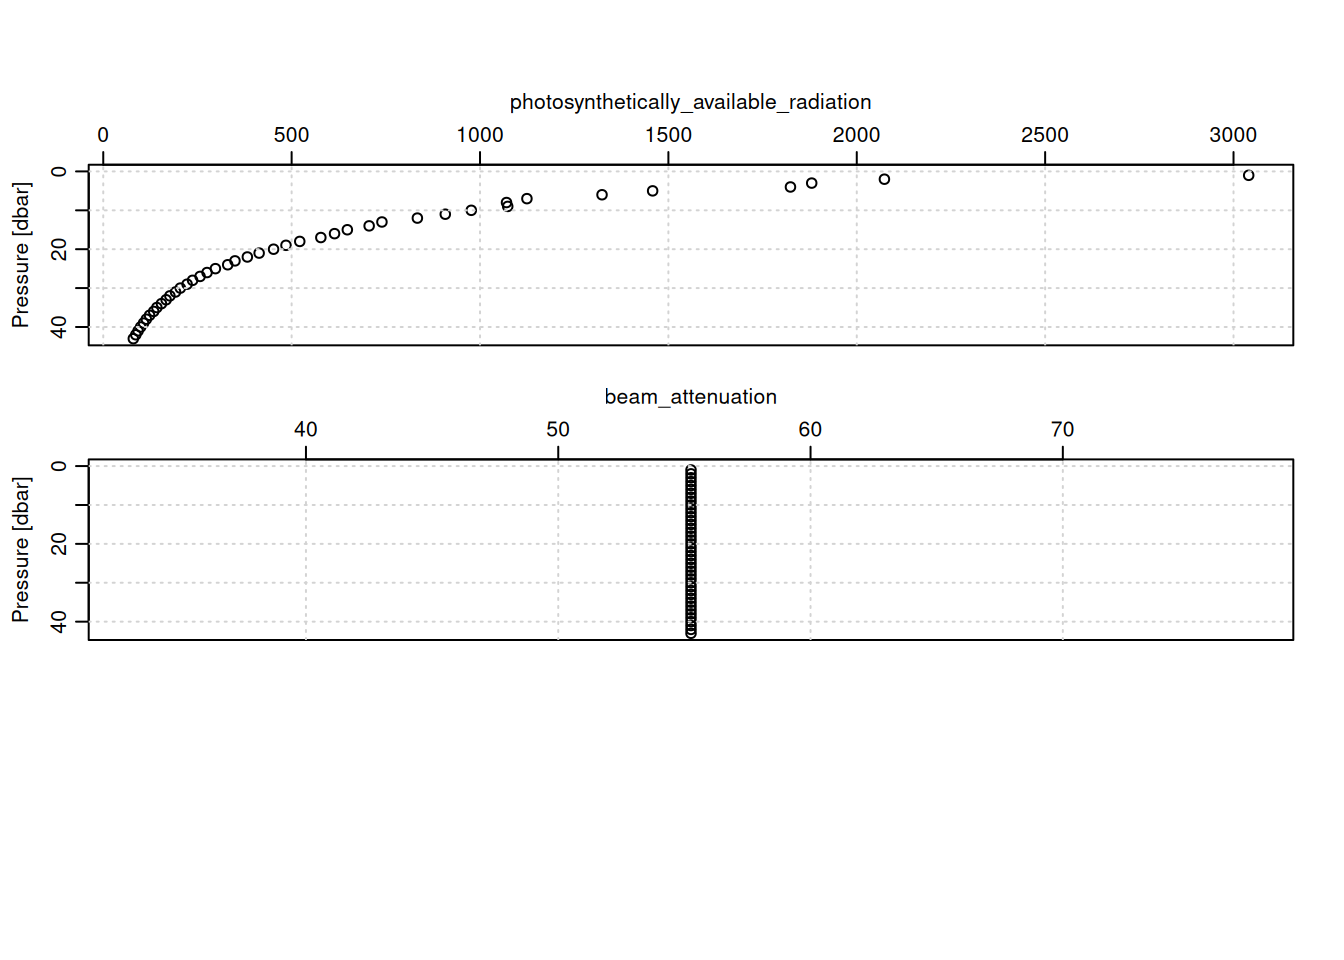 photosynthetically_available_radiation
0 500 1000 1500 2000 2500 3000
Pressure [dbar]
0
20
40
beam_attenuation
40 50 60 70
Pressure [dbar]
0
20
40